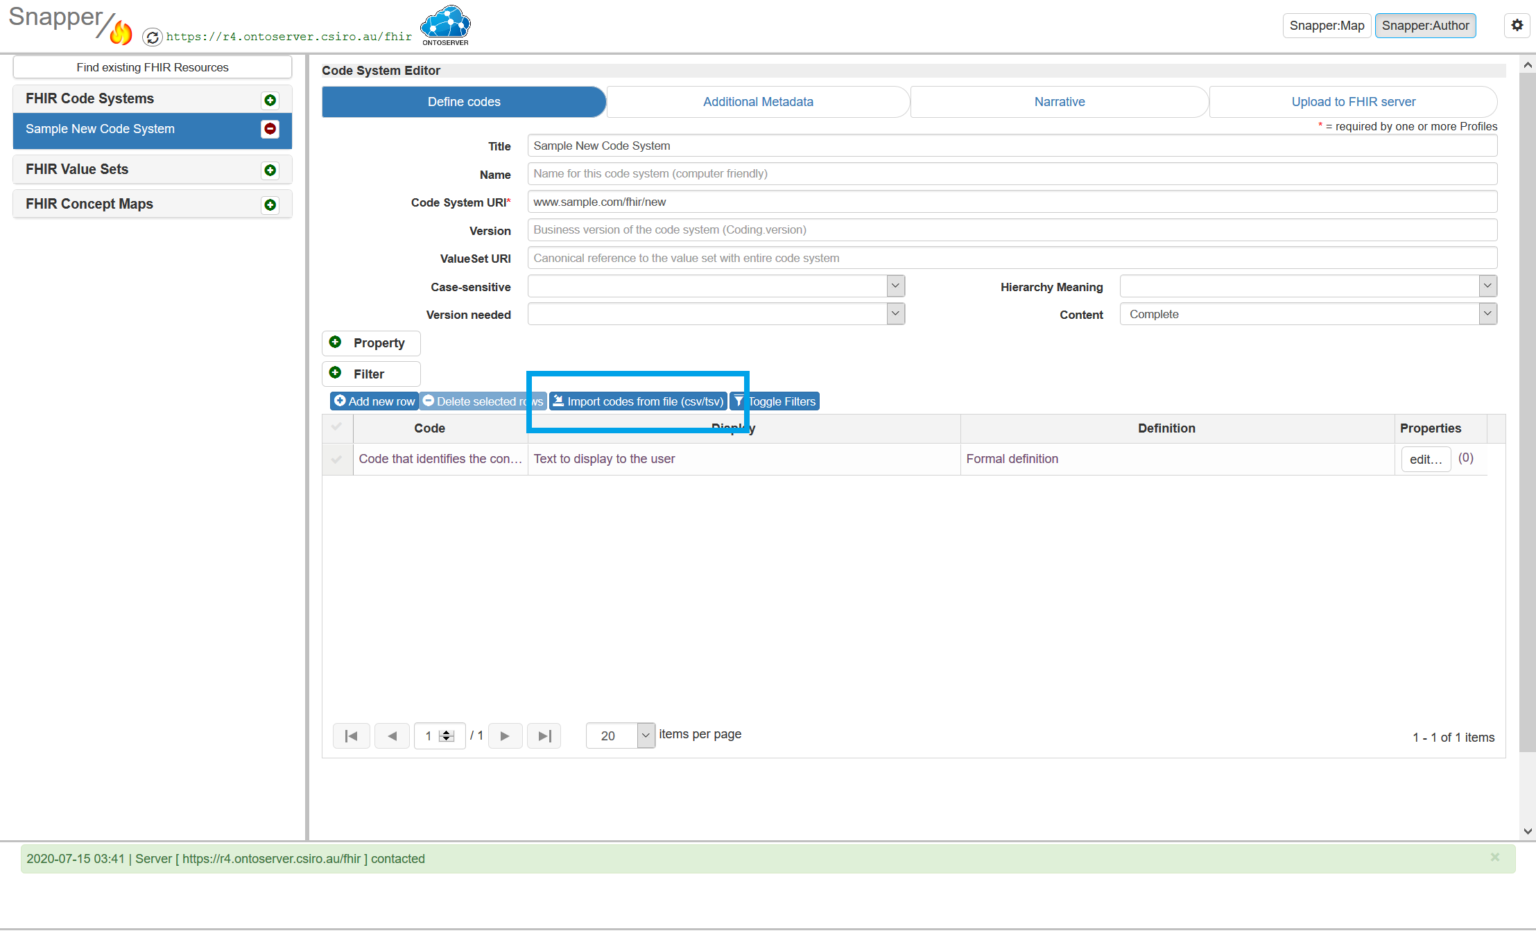 Snapper
https://r4.ontoserver.csiro.au/fhir
ONTOSERVER
Snapper:Map
Snapper:Author
Find existing FHIR Resources
FHIR Code Systems
Sample New Code System
FHIR Value Sets
FHIR Concept Maps
Code System Editor
Define codes
Additional Metadata
Narrative
Upload to FHIR server
* = required by one or more Profiles
Title
Sample New Code System
Name
Name for this code system (computer friendly)
Code System URI*
www.sample.com/fhir/new
Version
Business version of the code system (Coding.version)
ValueSet URI
Canonical reference to the value set with entire code system
Case-sensitive
Hierarchy Meaning
Version needed
Content
Complete
Property
Filter
Add new row
Delete selected rows
Import codes from file (csv/tsv)
Toggle Filters
Code
Display
Definition
Properties
Code that identifies the con...
Text to display to the user
Formal definition
edit...
(0)
1
/ 1
20
items per page
1 - 1 of 1 items
2020-07-15 03:41 | Server [ https://r4.ontoserver.csiro.au/fhir ] contacted
×